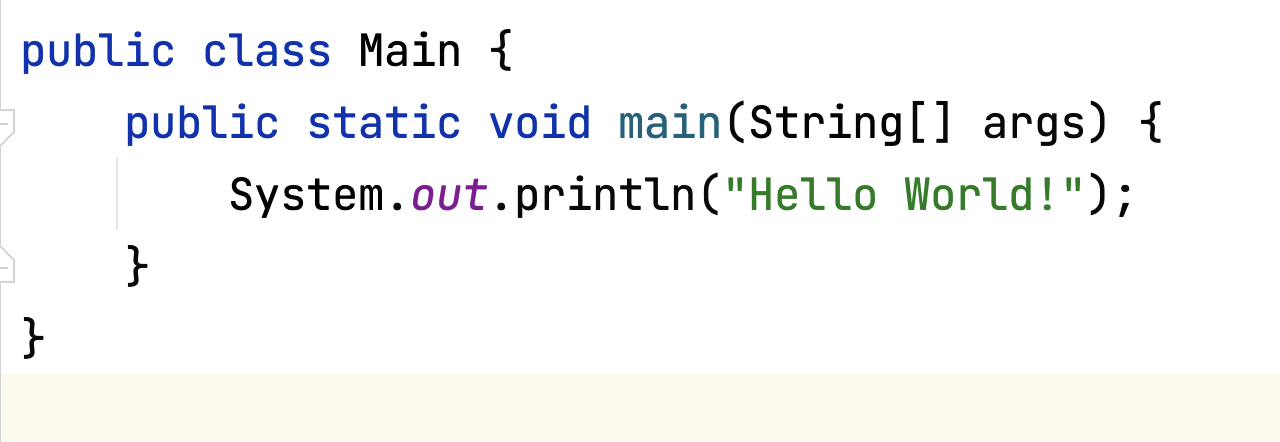 public class Main {
    public static void main(String[] args) {
        System.out.println("Hello World!");
    }
}